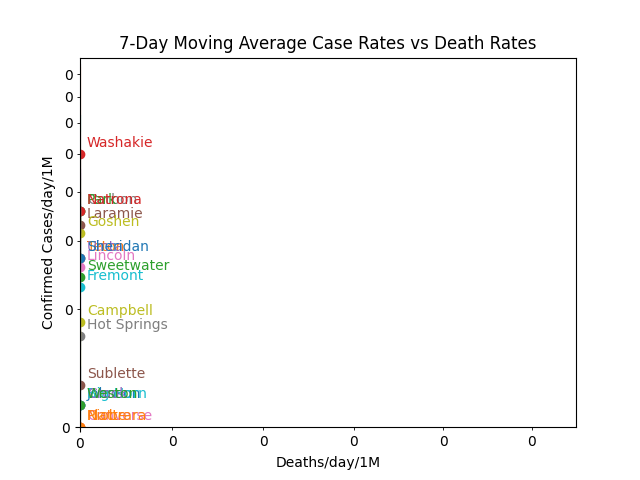 7-Day Moving Average Case Rates vs Death Rates
Confirmed Cases/day/1M
0
0
0
0
0
0
0
0
Washakie
Laramie
Goshen
Sheridan
Lincoln
Sweetwater
Fremont
Campbell
Hot Springs
Sublette
0
0
0
0
0
0
Deaths/day/1M